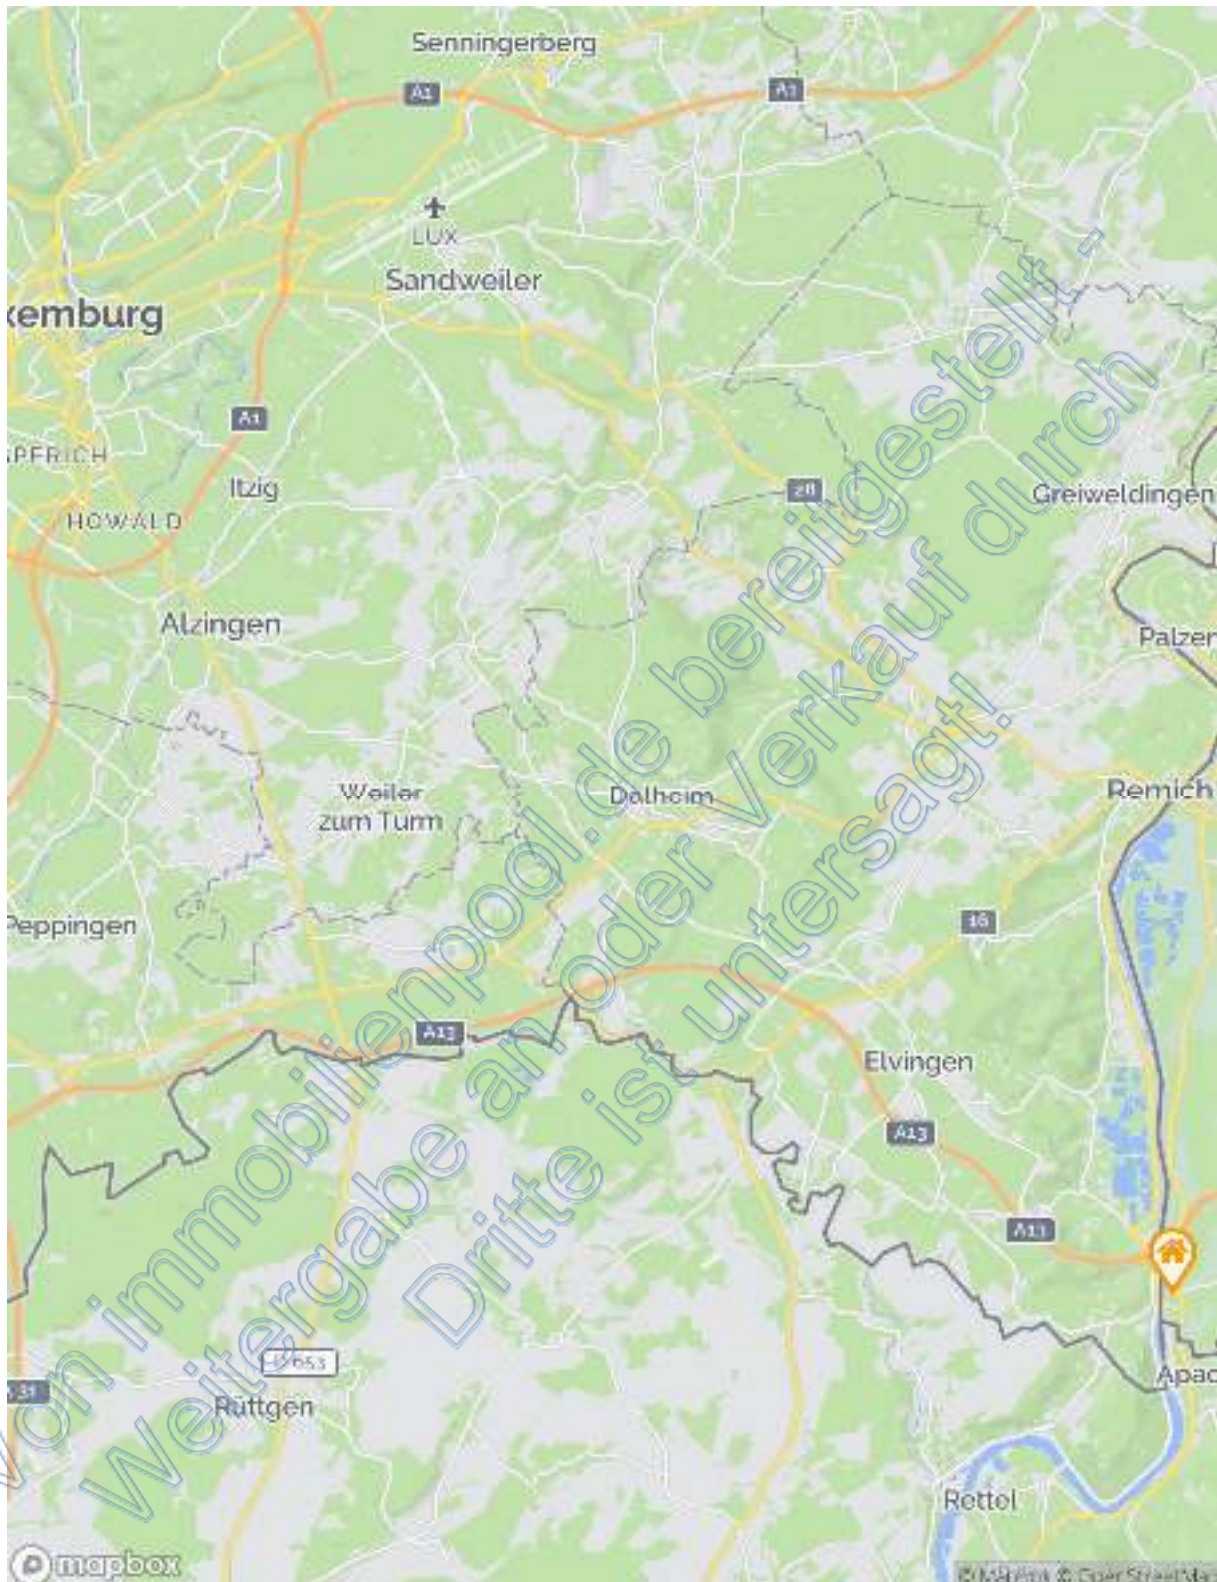 Senningerberg
A1
A1
LUX
Sandweiler
xemburg
A1
Itzig
HOWALD
28
Greiweldingen
Alzingen
Palzem
Weiler
zum Turm
Dalheim
Remich
Peppingen
16
A13
Elvingen
A13
A13
Rüttgen
Apac
Rettel
mapbox
von immobilienpool.de bereitgestellt -
Weitergabe an oder Verkauf durch
Dritte ist untersagt!